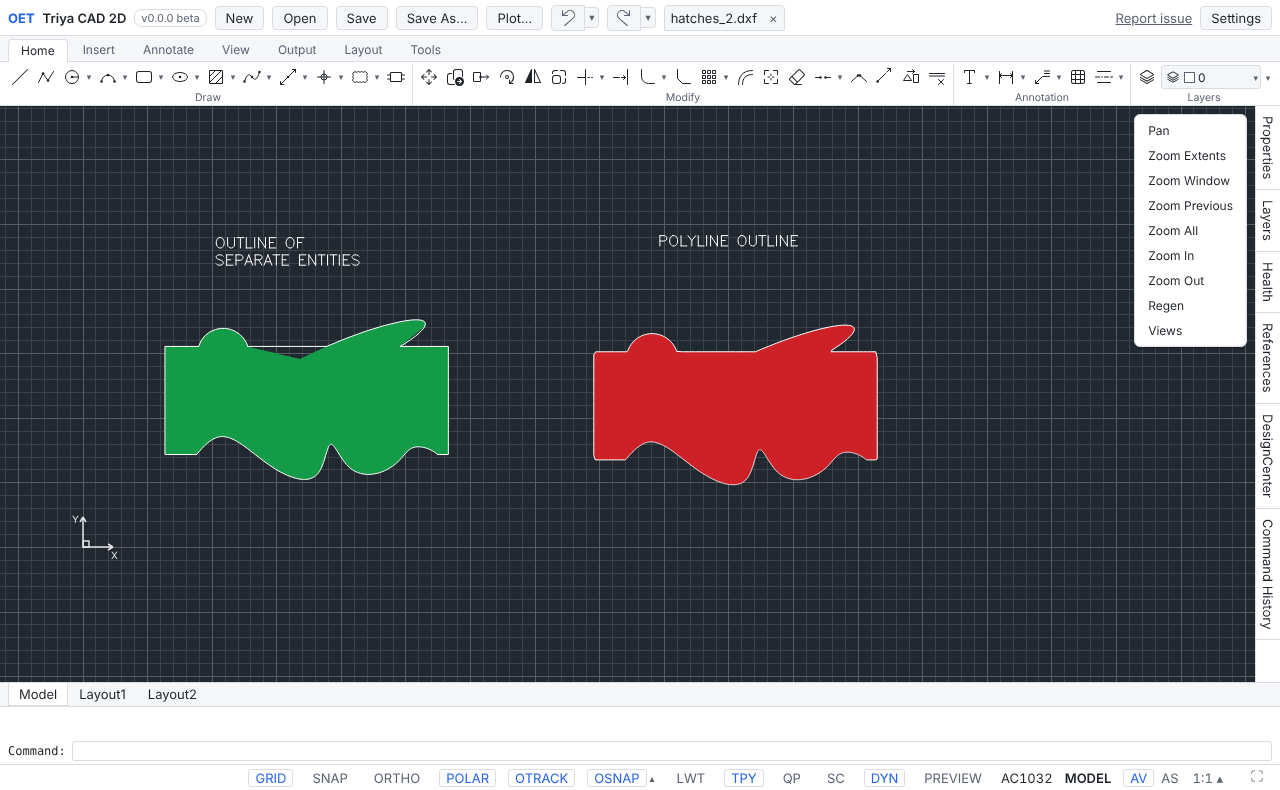 OET Triya CAD 2D v0.0.0 beta New Open Save Save As... Plot... hatches_2.dxf × Report issue Settings
Home Insert Annotate View Output Layout Tools
0
Draw Modify Annotation Layers
Pan
Zoom Extents
Zoom Window
Zoom Previous
Zoom All
Zoom In
Zoom Out
Regen
Views
Properties
Layers
Health
References
DesignCenter
Command History
OUTLINE OF
SEPARATE ENTITIES
POLYLINE OUTLINE
Y
X
Model Layout1 Layout2
Command:
GRID SNAP ORTHO POLAR OTRACK OSNAP LWT TPY QP SC DYN PREVIEW AC1032 MODEL AV AS 1:1